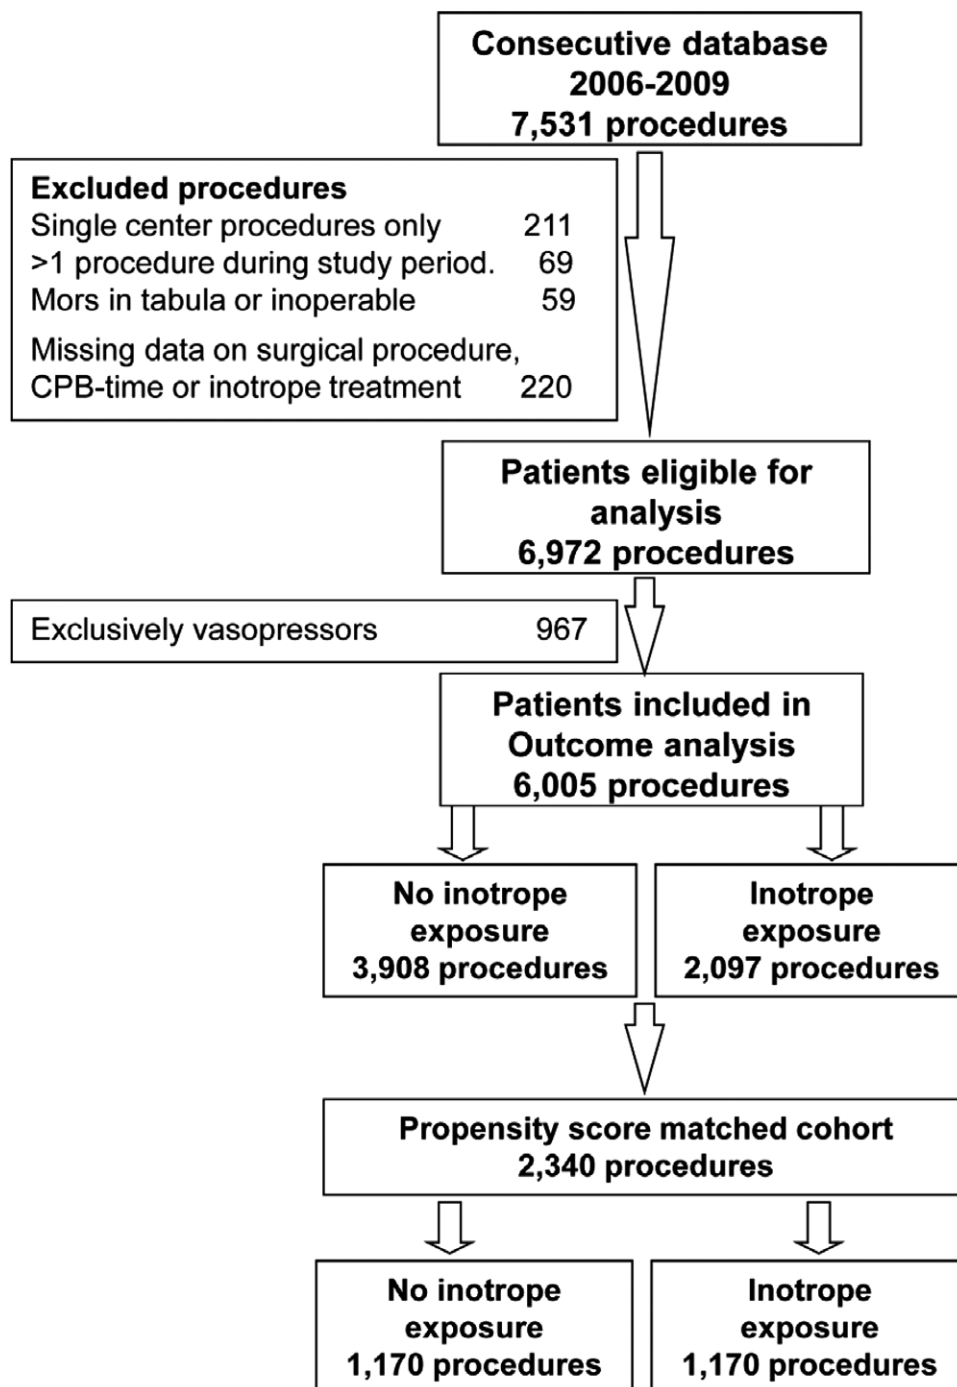 Consecutive database
2006-2009
7,531 procedures
Excluded procedures
Single center procedures only 211
>1 procedure during study period. 69
Mors in tabula or inoperable 59
Missing data on surgical procedure,
CPB-time or inotrope treatment 220
Patients eligible for
analysis
6,972 procedures
Exclusively vasopressors 967
Patients included in
Outcome analysis
6,005 procedures
No inotrope
exposure
3,908 procedures
Inotrope
exposure
2,097 procedures
Propensity score matched cohort
2,340 procedures
No inotrope
exposure
1,170 procedures
Inotrope
exposure
1,170 procedures